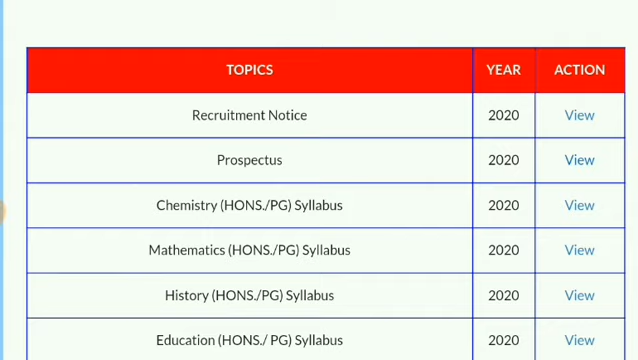 TOPICS YEAR ACTION
Recruitment Notice 2020 View
Prospectus 2020 View
Chemistry (HONS./PG) Syllabus 2020 View
Mathematics (HONS./PG) Syllabus 2020 View
History (HONS./PG) Syllabus 2020 View
Education (HONS./ PG) Syllabus 2020 View